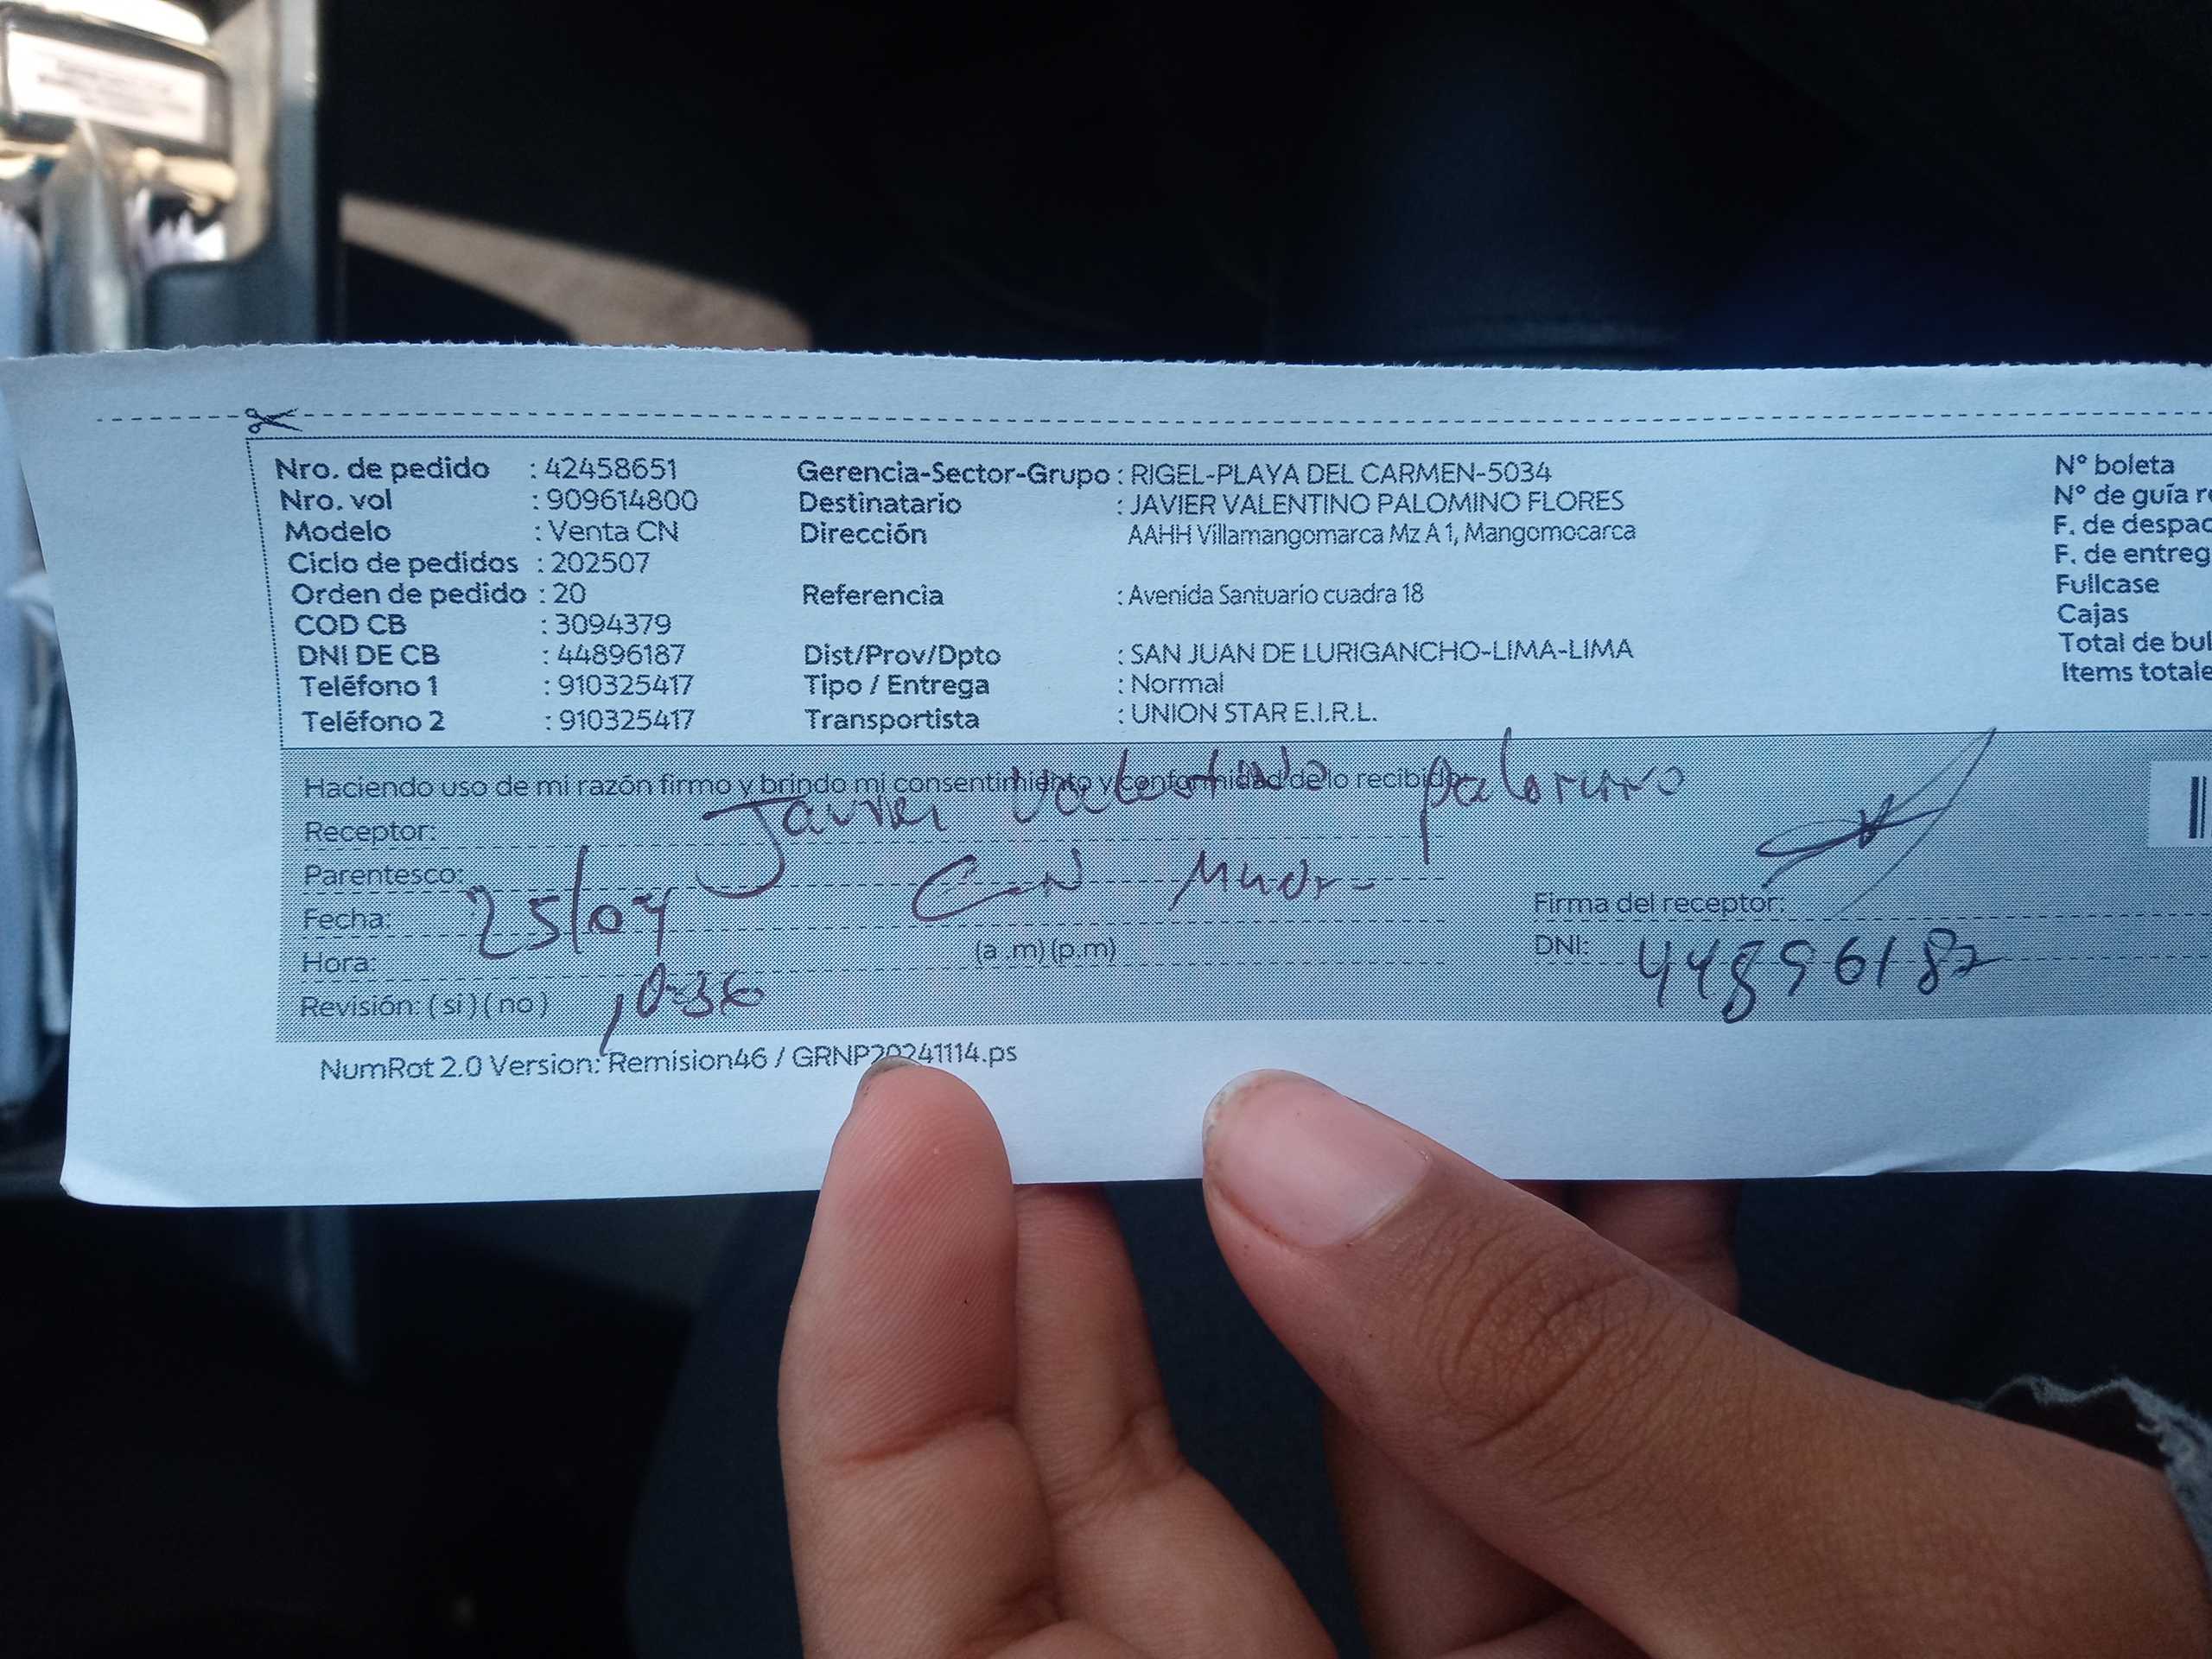 Nro. de pedido : 42458651
Nro. vol : 909614800
Modelo : Venta CN
Ciclo de pedidos : 202507
Orden de pedido : 20
COD CB : 3094379
DNI DE CB : 44896187
Teléfono 1 : 910325417
Teléfono 2 : 910325417
Gerencia-Sector-Grupo : RIGEL-PLAYA DEL CARMEN-5034
Destinatario : JAVIER VALENTINO PALOMINO FLORES
Dirección AAHH Villamangomarca Mz A 1, Mangomocarca
Referencia : Avenida Santuario cuadra 18
Dist/Prov/Dpto : SAN JUAN DE LURIGANCHO-LIMA-LIMA
Tipo / Entrega : Normal
Transportista : UNION STAR E.I.R.L.
N° boleta
N° de guía
F. de
F. de
Fullcase
Cajas
Total de
Items
Haciendo uso de mi razón firmo y brindo mi consentimiento y conformidad de lo recibido
Receptor: Javier Valentino Palomino
Parentesco:
Fecha: 25/04
Hora: (a .m) (p.m)
Revisión: ( si ) ( no ) 10:36
Firma del receptor:
DNI: 44896187
NumRot 2.0 Version: Remision46 / GRNP20241114.ps